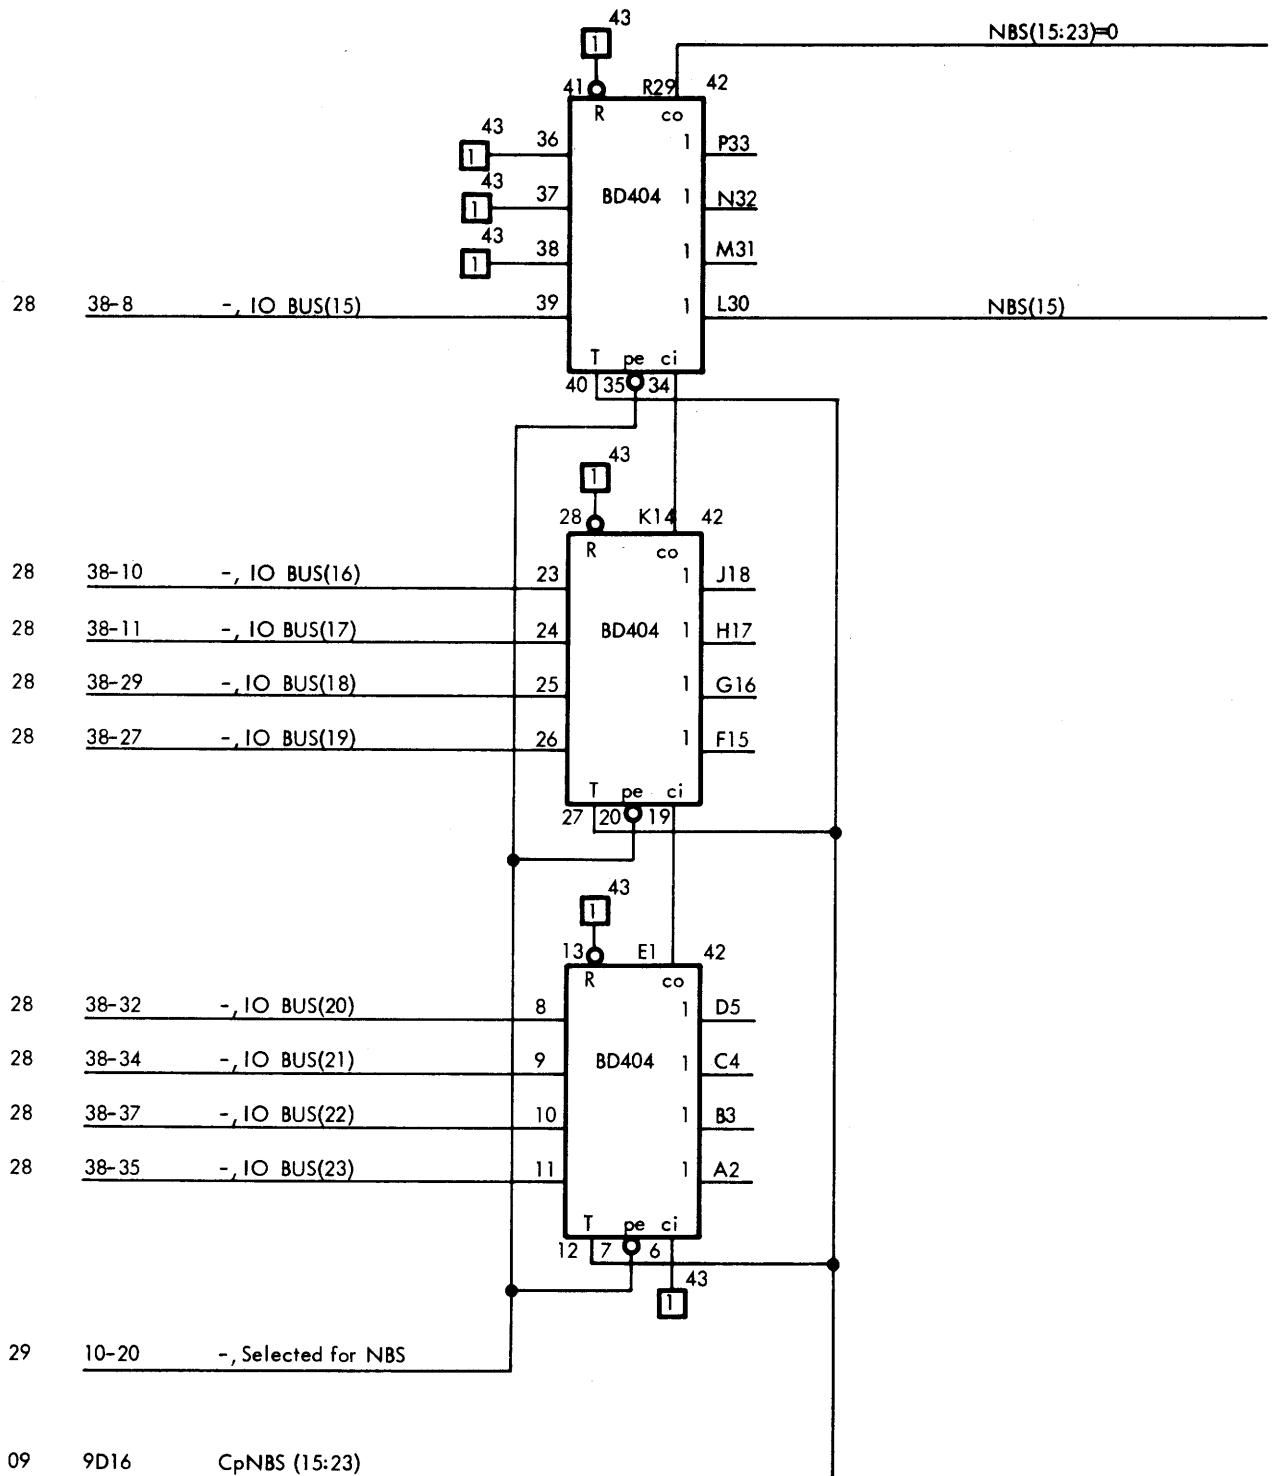 43
1
NBS(15:23)=0
41 R29 42
R co
43
1 36 1 P33
43
1 37 BD404 1 N32
43
1 38 1 M31
28 38-8 -, IO BUS(15) 39 1 L30 NBS(15)
T pe ci
40 35 34
43
1
28 K14 42
R co
28 38-10 -, IO BUS(16) 23 1 J18
28 38-11 -, IO BUS(17) 24 BD404 1 H17
28 38-29 -, IO BUS(18) 25 1 G16
28 38-27 -, IO BUS(19) 26 1 F15
T pe ci
27 20 19
43
1
13 E1 42
R co
28 38-32 -, IO BUS(20) 8 1 D5
28 38-34 -, IO BUS(21) 9 BD404 1 C4
28 38-37 -, IO BUS(22) 10 1 B3
28 38-35 -, IO BUS(23) 11 1 A2
T pe ci
12 7 6
43
1
29 10-20 -, Selected for NBS
09 9D16 CpNBS (15:23)